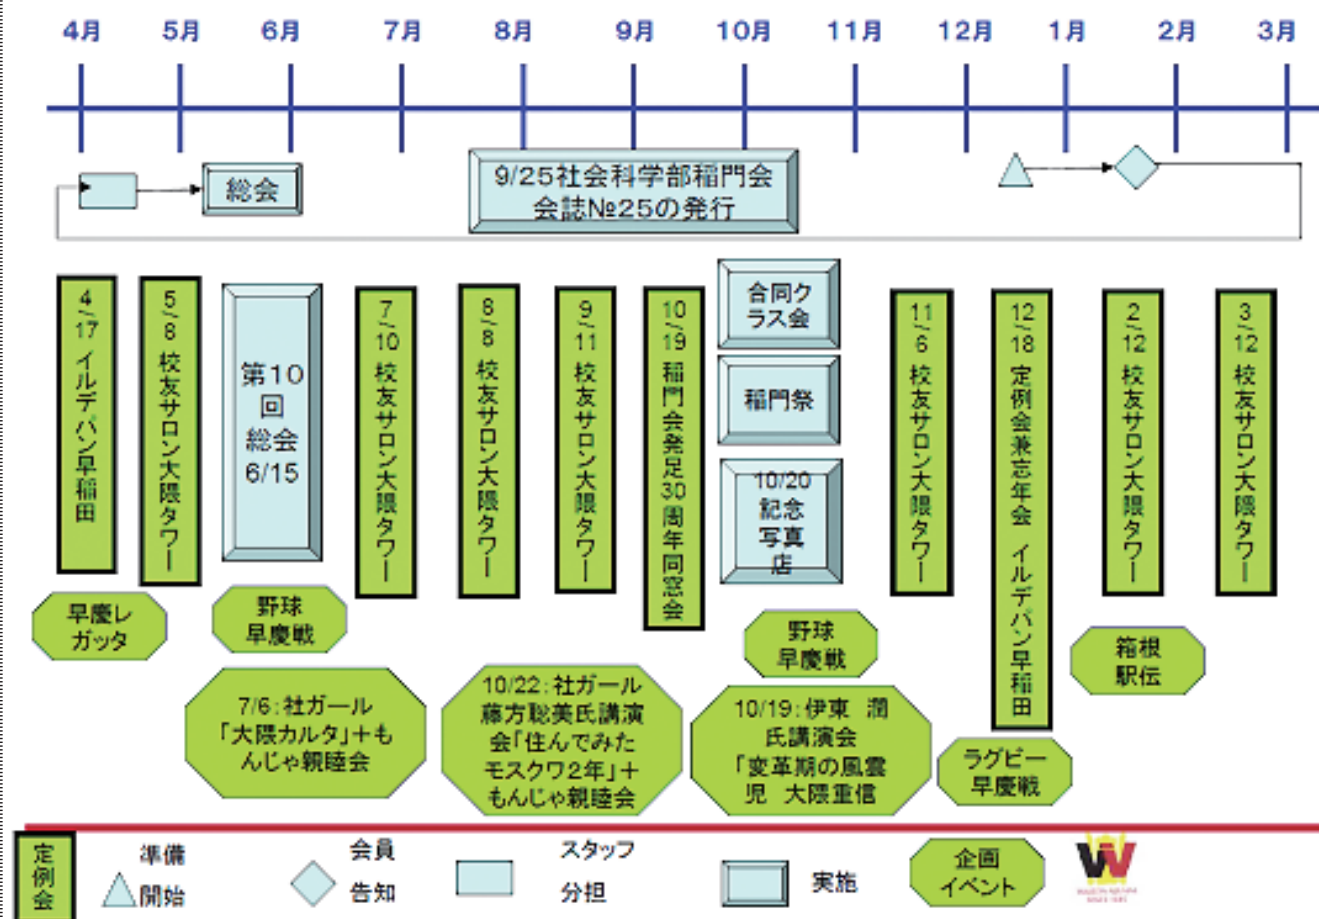 4月 5月 6月 7月 8月 9月 10月 11月 12月 1月 2月 3月
総会
9/25社会科学部稲門会
会誌№25の発行
4/17 イルデパン早稲田
5/8 校友サロン大隈タワー
第10
回
総会
6/15
7/10 校友サロン大隈タワー
8/8 校友サロン大隈タワー
9/11 校友サロン大隈タワー
10/19 稲門会発足30周年同窓会
合同ク
ラス会
稲門祭
10/20
記念
写真
店
11/6 校友サロン大隈タワー
12/18 定例会兼忘年会 イルデパン早稲田
2/12 校友サロン大隈タワー
3/12 校友サロン大隈タワー
早慶レ
ガッタ
野球
早慶戦
野球
早慶戦
箱根
駅伝
7/6:社ガール
「大隈カルタ」+も
んじゃ親睦会
10/22:社ガール
藤方聡美氏講演
会「住んでみた
モスクワ2年」+
もんじゃ親睦会
10/19:伊東 潤
氏講演会
「変革期の風雲
児 大隈重信
ラグビー
早慶戦
定例会
準備
開始
会員
告知
スタッフ
分担
実施
企画
イベント